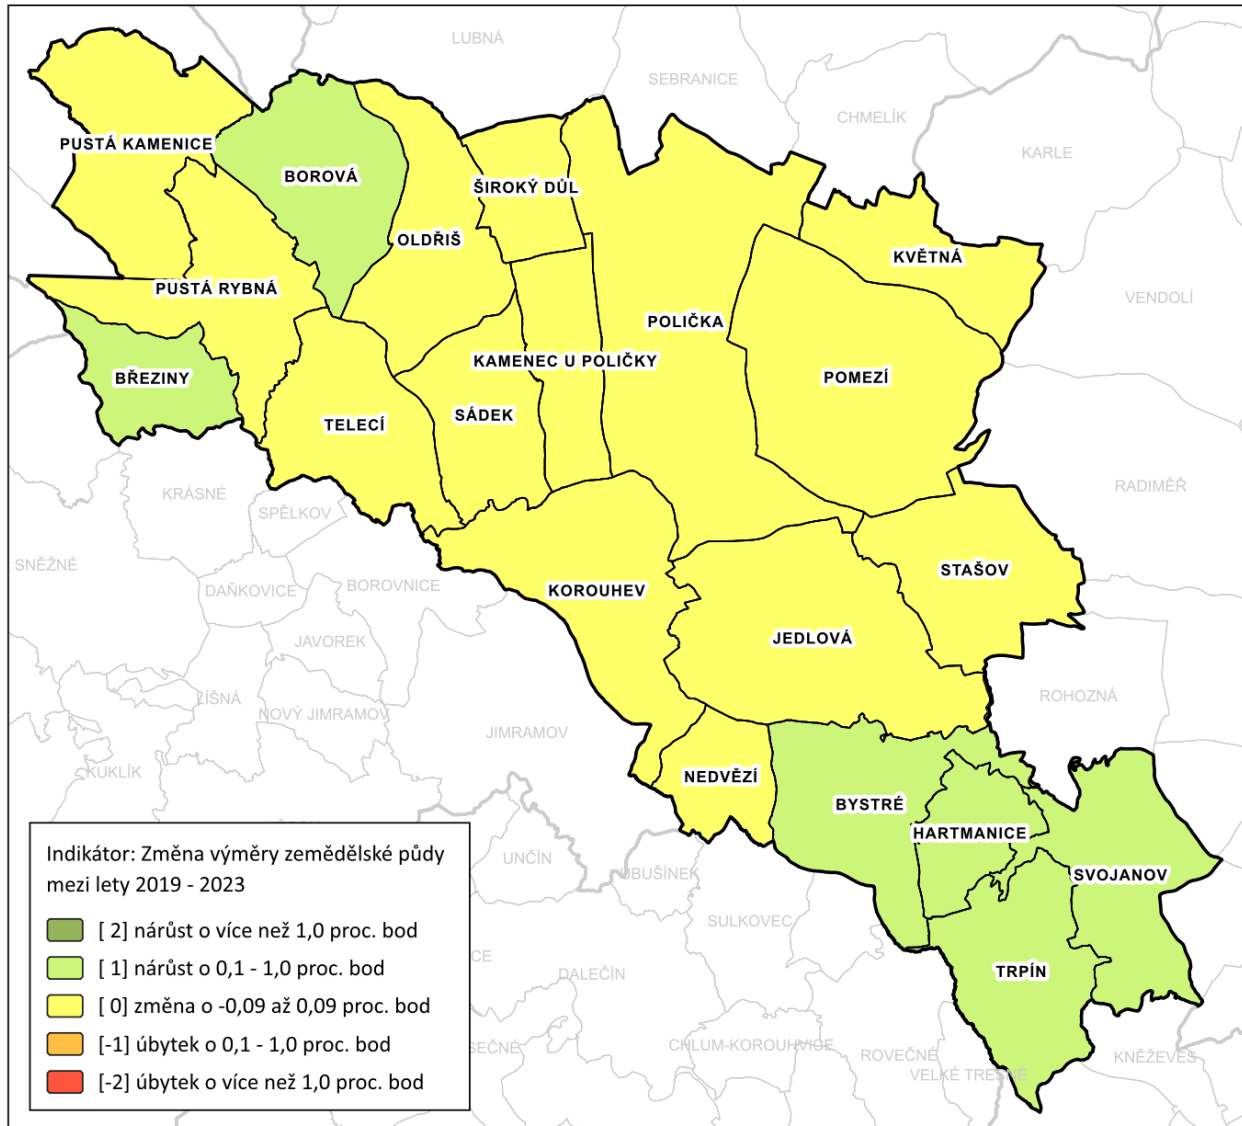 LUBNÁ
SEBRANICE
CHMELÍK
PUSTÁ KAMENICE
KARLE
BOROVÁ
ŠIROKÝ DŮL
OLDŘIŠ
KVĚTNÁ
PUSTÁ RYBNÁ
VENDOLÍ
POLIČKA
KAMENEC U POLIČKY
BŘEZINY
POMEZÍ
SÁDEK
TELECÍ
KRÁSNÉ
RADIMĚŘ
SPĚLKOV
SNĚŽNÉ
STAŠOV
BOROVNICE
DAŇKOVICE
KOROUHEV
JEDLOVÁ
JAVOREK
LÍŠNÁ
ROHOZNÁ
NOVÝ JIMRAMOV
JIMRAMOV
KUKLÍK
NEDVĚZÍ
BYSTRÉ
HARTMANICE
UNČÍN
UBUŠÍNEK
SVOJANOV
SULKOVEC
CE
DALEČÍN
TRPÍN
SEČNÉ
CHLUM-KOROUHVICE
ROVEČNÉ
KNĚŽEVES
VELKÉ TRESNÉ
Indikátor: Změna výměry zemědělské půdy
mezi lety 2019 - 2023
[ 2] nárůst o více než 1,0 proc. bod
[ 1] nárůst o 0,1 - 1,0 proc. bod
[ 0] změna o -0,09 až 0,09 proc. bod
[-1] úbytek o 0,1 - 1,0 proc. bod
[-2] úbytek o více než 1,0 proc. bod